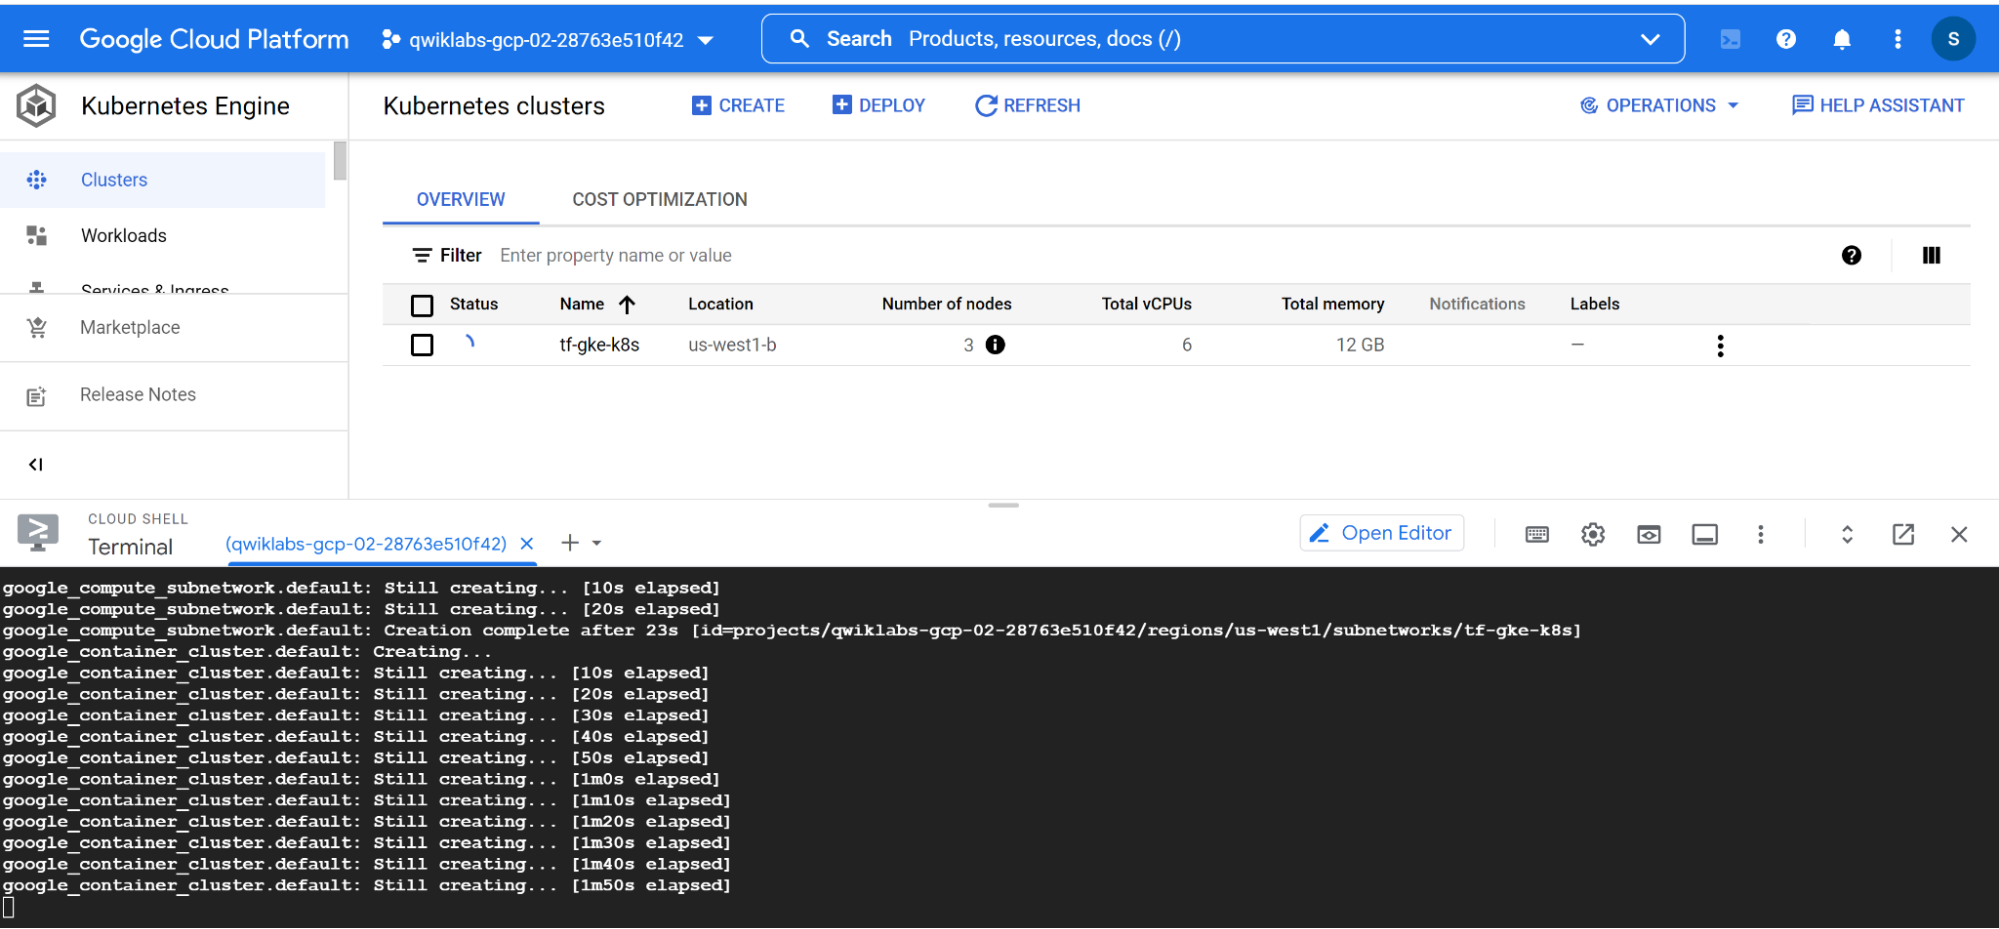 Google Cloud Platform qwiklabs-gcp-02-28763e510f42 Search Products, resources, docs (/) S
Kubernetes Engine
Kubernetes clusters CREATE DEPLOY REFRESH OPERATIONS HELP ASSISTANT
Clusters
Workloads
Services & Ingress
Marketplace
Release Notes
OVERVIEW COST OPTIMIZATION
Filter Enter property name or value
Status Name Location Number of nodes Total vCPUs Total memory Notifications Labels
tf-gke-k8s us-west1-b 3 6 12 GB —
CLOUD SHELL
Terminal (qwiklabs-gcp-02-28763e510f42) Open Editor
google_compute_subnetwork.default: Still creating... [10s elapsed]
google_compute_subnetwork.default: Still creating... [20s elapsed]
google_compute_subnetwork.default: Creation complete after 23s [id=projects/qwiklabs-gcp-02-28763e510f42/regions/us-west1/subnetworks/tf-gke-k8s]
google_container_cluster.default: Creating...
google_container_cluster.default: Still creating... [10s elapsed]
google_container_cluster.default: Still creating... [20s elapsed]
google_container_cluster.default: Still creating... [30s elapsed]
google_container_cluster.default: Still creating... [40s elapsed]
google_container_cluster.default: Still creating... [50s elapsed]
google_container_cluster.default: Still creating... [1m0s elapsed]
google_container_cluster.default: Still creating... [1m10s elapsed]
google_container_cluster.default: Still creating... [1m20s elapsed]
google_container_cluster.default: Still creating... [1m30s elapsed]
google_container_cluster.default: Still creating... [1m40s elapsed]
google_container_cluster.default: Still creating... [1m50s elapsed]